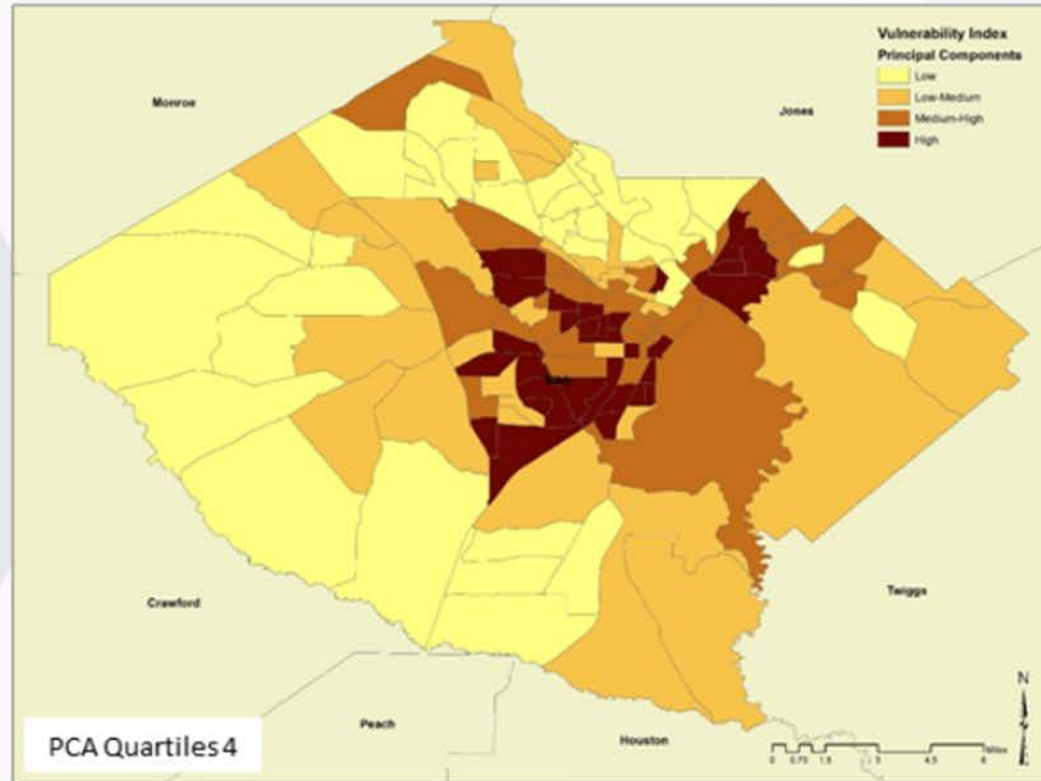 Vulnerability Index
Principal Components
Low
Low-Medium
Medium-High
High
Monroe
Jones
Crawford
Twiggs
Peach
Houston
N
PCA Quartiles 4
Miles
0 0.75 1.5 3 4.5 6